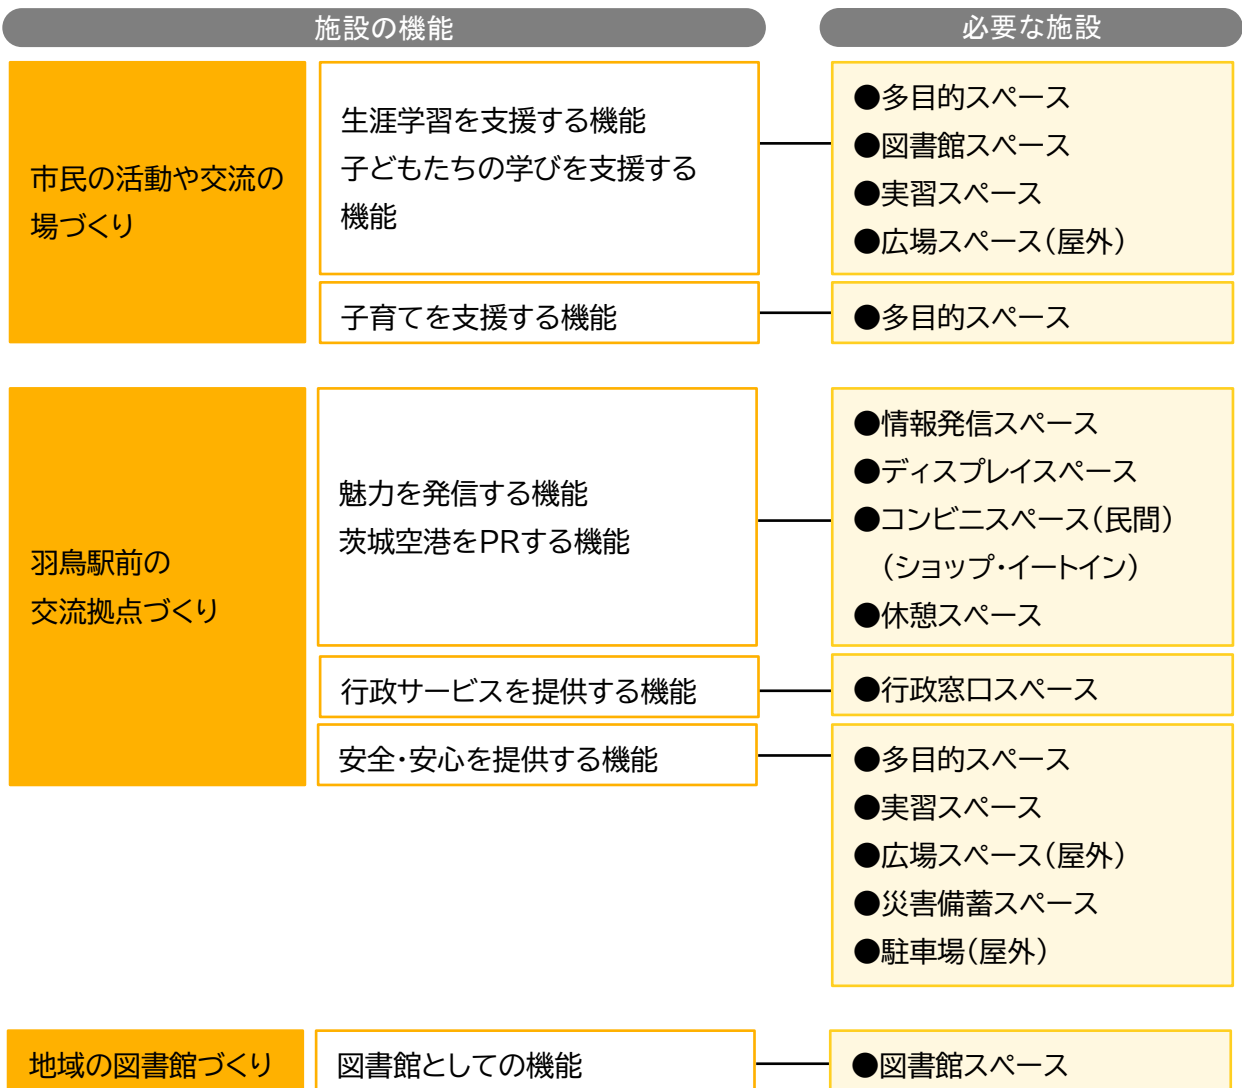 施設の機能
必要な施設
市民の活動や交流の
場づくり
生涯学習を支援する機能
子どもたちの学びを支援する
機能
●多目的スペース
●図書館スペース
●実習スペース
●広場スペース(屋外)
子育てを支援する機能
●多目的スペース
羽鳥駅前の
交流拠点づくり
魅力を発信する機能
茨城空港をPRする機能
●情報発信スペース
●ディスプレイスペース
●コンビニスペース(民間)
(ショップ・イートイン)
●休憩スペース
行政サービスを提供する機能
●行政窓口スペース
安全・安心を提供する機能
●多目的スペース
●実習スペース
●広場スペース(屋外)
●災害備蓄スペース
●駐車場(屋外)
地域の図書館づくり
図書館としての機能
●図書館スペース